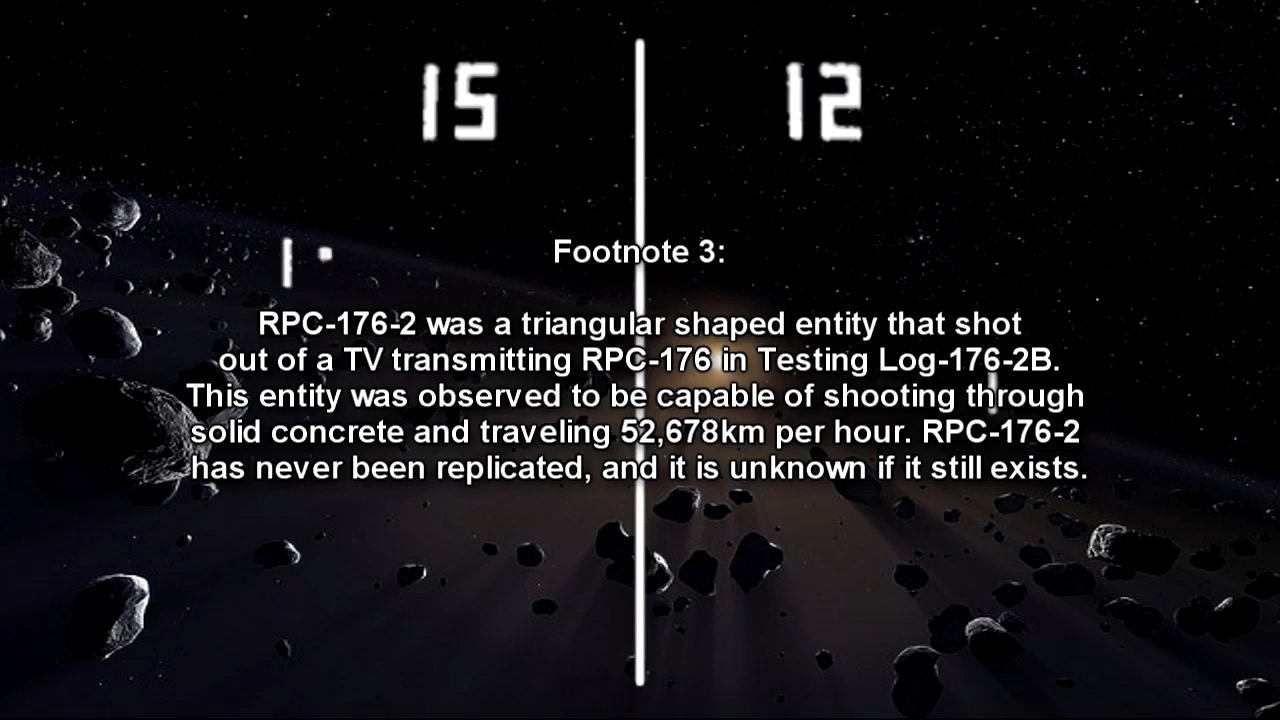 15 12
Footnote 3:
RPC-176-2 was a triangular shaped entity that shot
out of a TV transmitting RPC-176 in Testing Log-176-2B.
This entity was observed to be capable of shooting through
solid concrete and traveling 52,678km per hour. RPC-176-2
has never been replicated, and it is unknown if it still exists.